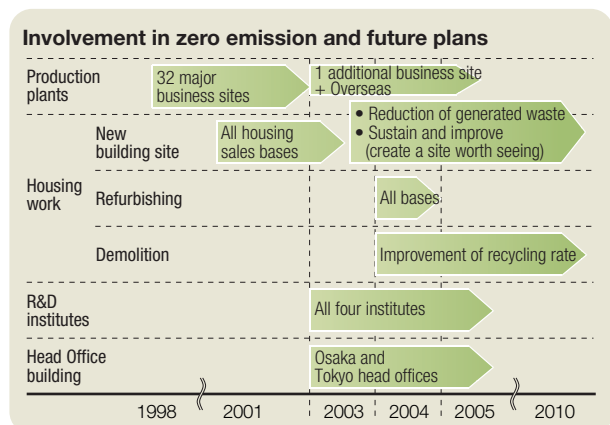 Involvement in zero emission and future plans
Production
plants
32 major
business sites
1 additional business site
+ Overseas
• Reduction of generated waste
• Sustain and improve
(create a site worth seeing)
Housing
work
New
building site
All housing
sales bases
Refurbishing
All bases
Demolition
Improvement of recycling rate
R&D
institutes
All four institutes
Head Office
building
Osaka and
Tokyo head offices
1998 2001 2003 2004 2005 2010